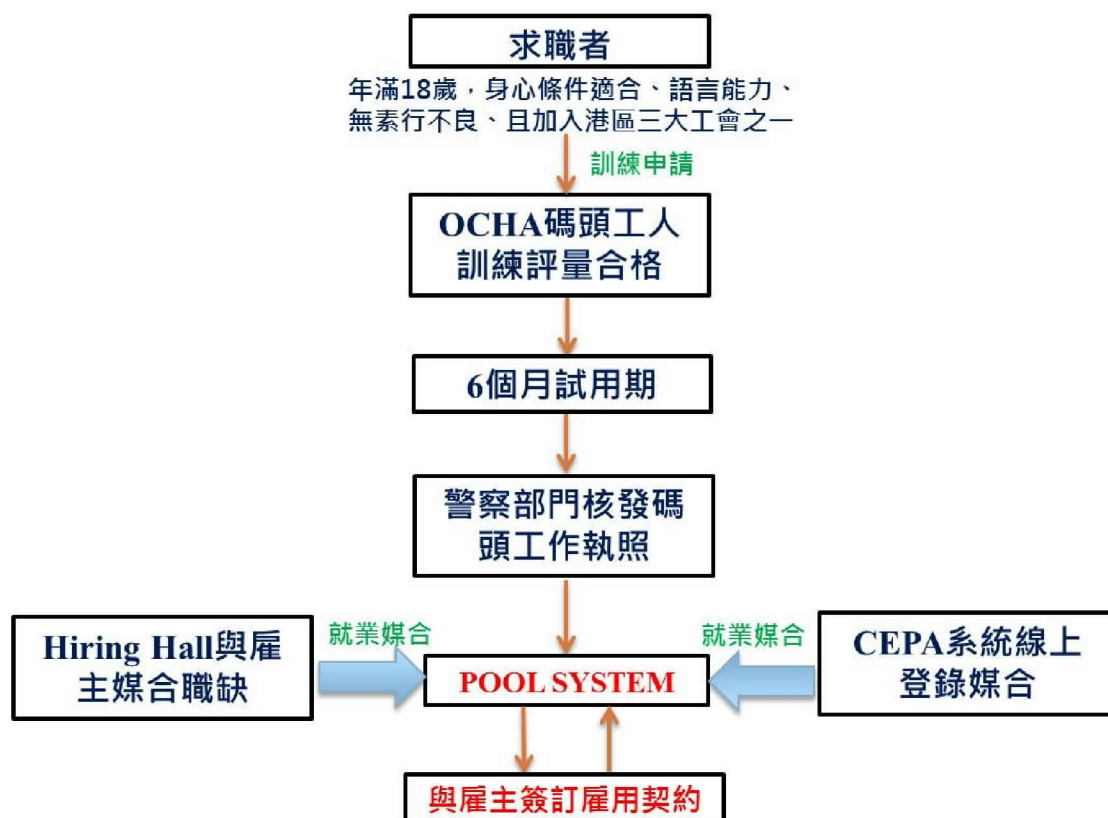 求職者
年滿18歲，身心條件適合、語言能力、
無素行不良、且加入港區三大工會之一
訓練申請
OCHA碼頭工人
訓練評量合格
6個月試用期
警察部門核發碼
頭工作執照
Hiring Hall與雇
主媒合職缺
就業媒合
POOL SYSTEM
就業媒合
CEPA系統線上
登錄媒合
與雇主簽訂雇用契約